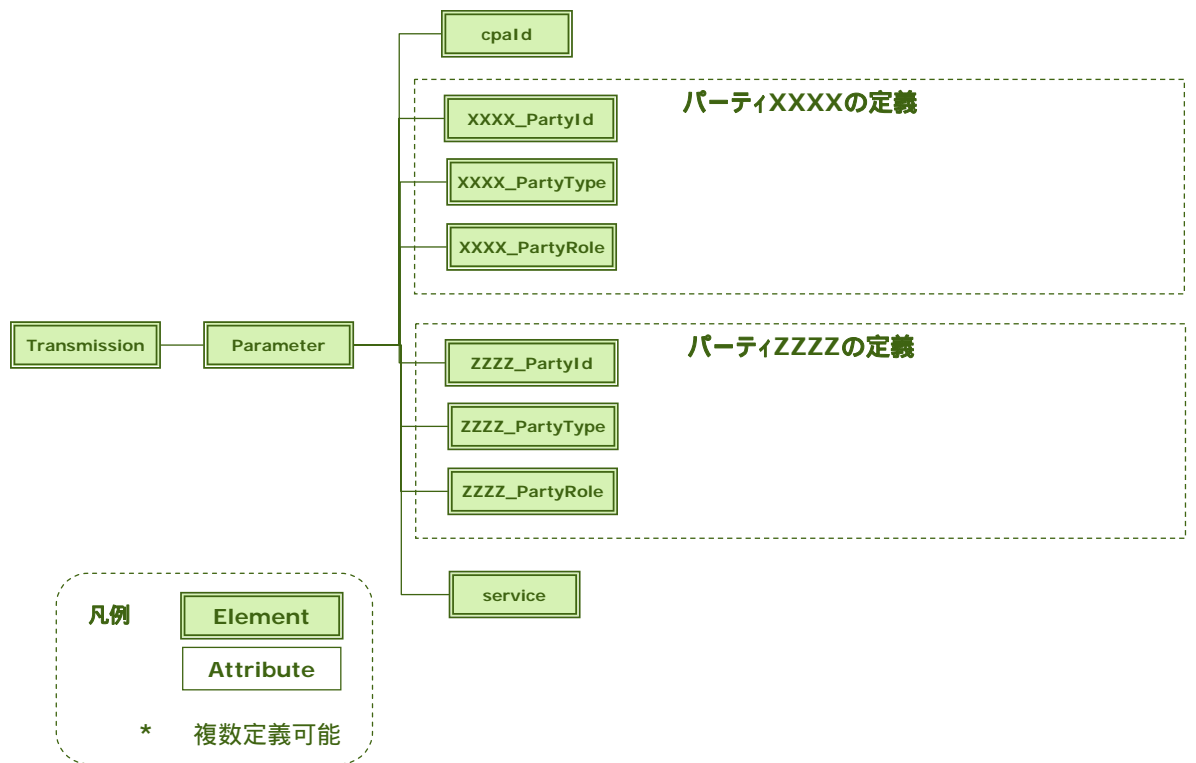 cpaId
パーティXXXXの定義
XXXX_PartyId
XXXX_PartyType
XXXX_PartyRole
Transmission
Parameter
パーティZZZZの定義
ZZZZ_PartyId
ZZZZ_PartyType
ZZZZ_PartyRole
service
凡例
Element
Attribute
* 複数定義可能